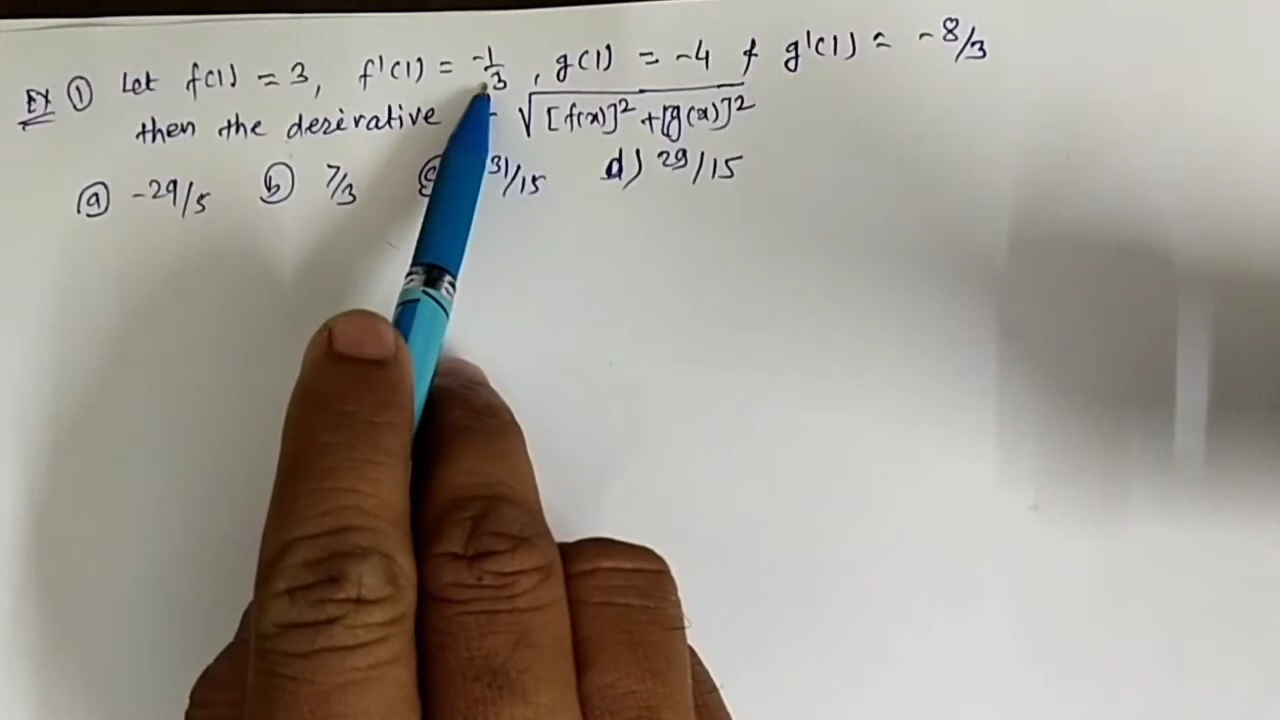 Ex ① Let f(1) = 3, f'(1) = -1/3, g(1) = -4 & g'(1) = -8/3
then the derivative √[f(x)]² + [g(x)]²
ⓐ -29/5 ⓑ 7/3 ⓒ 31/15 d) 29/15